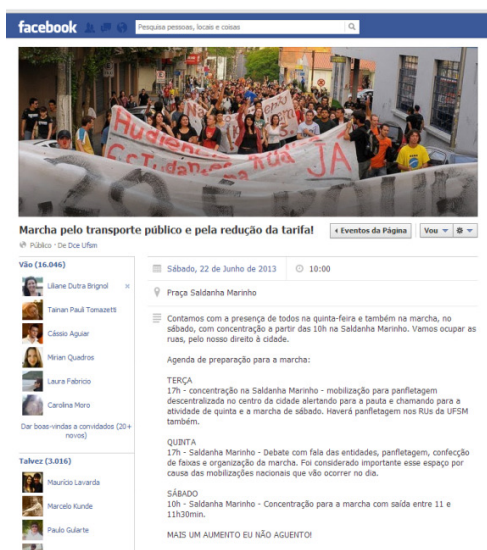 facebook
Pesquisa pessoas, locais e coisas
Audiência
JÁ
Marcha pelo transporte público e pela redução da tarifa!
Eventos da Página
Vou
Público · De Dce Ufsm
Vão (16.046)
Liliane Dutra Brignol
×
Tainan Pauli Tomazetti
Cássio Aguiar
Mirian Quadros
Laura Fabricio
Carolina Moro
Dar boas-vindas a convidados (20+
novos)
Talvez (3.016)
Maurício Lavarda
Marcelo Kunde
Paulo Gularte
Sábado, 22 de Junho de 2013
10:00
Praça Saldanha Marinho
Contamos com a presença de todos na quinta-feira e também na marcha, no
sábado, com concentração a partir das 10h na Saldanha Marinho. Vamos ocupar as
ruas, pelo nosso direito à cidade.
Agenda de preparação para a marcha:
TERÇA
17h - concentração na Saldanha Marinho - mobilização para panfletagem
descentralizada no centro da cidade alertando para a pauta e chamando para a
atividade de quinta e a marcha de sábado. Haverá panfletagem nos RUs da UFSM
também.
QUINTA
17h - Saldanha Marinho - Debate com fala das entidades, panfletagem, confecção
de faixas e organização da marcha. Foi considerado importante esse espaço por
causa das mobilizações nacionais que vão ocorrer no dia.
SÁBADO
10h - Saldanha Marinho - Concentração para a marcha com saída entre 11 e
11h30min.
MAIS UM AUMENTO EU NÃO AGUENTO!